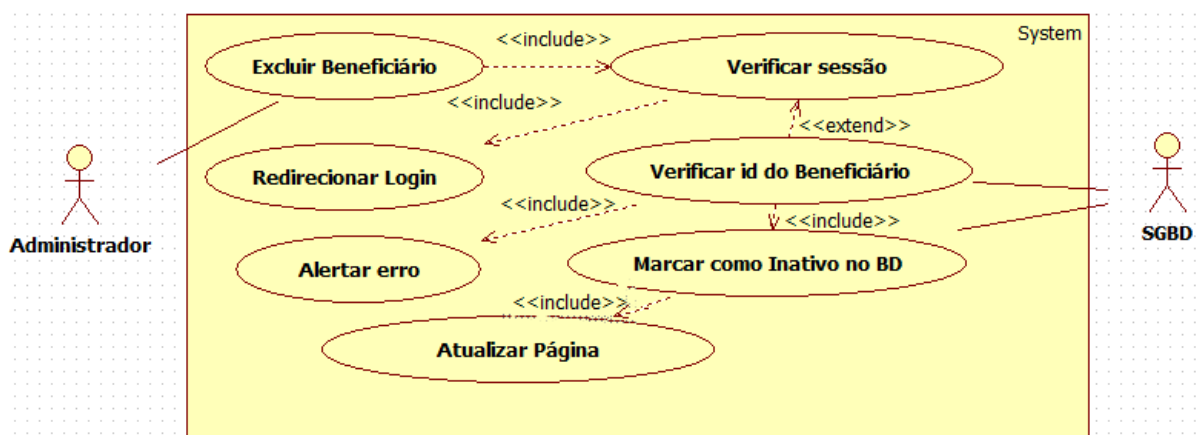 System
<<include>>
Excluir Beneficiário
Verificar sessão
<<include>>
<<extend>>
Redirecionar Login
Verificar id do Beneficiário
<<include>>
<<include>>
Administrador
SGBD
Alertar erro
Marcar como Inativo no BD
<<include>>
Atualizar Página